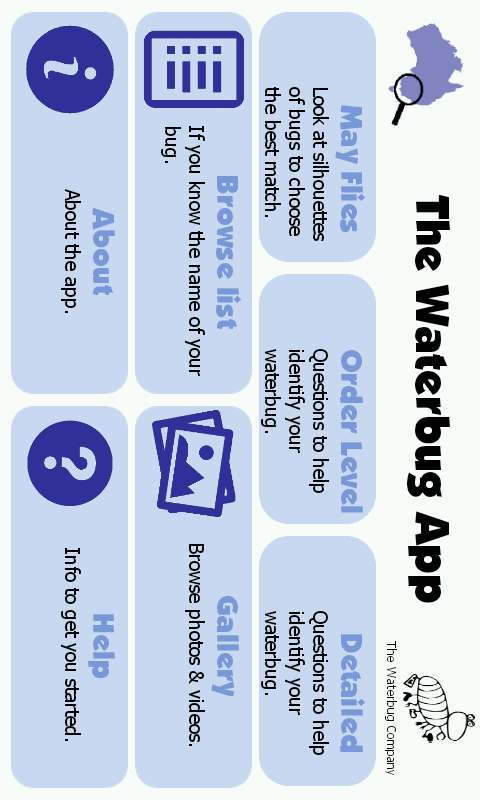 The Waterbug App
The Waterbug Company
May Flies
Look at silhouettes
of bugs to choose
the best match.
Order Level
Questions to help
identify your
waterbug.
Detailed
Questions to help
identify your
waterbug.
Browse list
If you know the name of your
bug.
Gallery
Browse photos & videos.
i
About
About the app.
?
Help
Info to get you started.